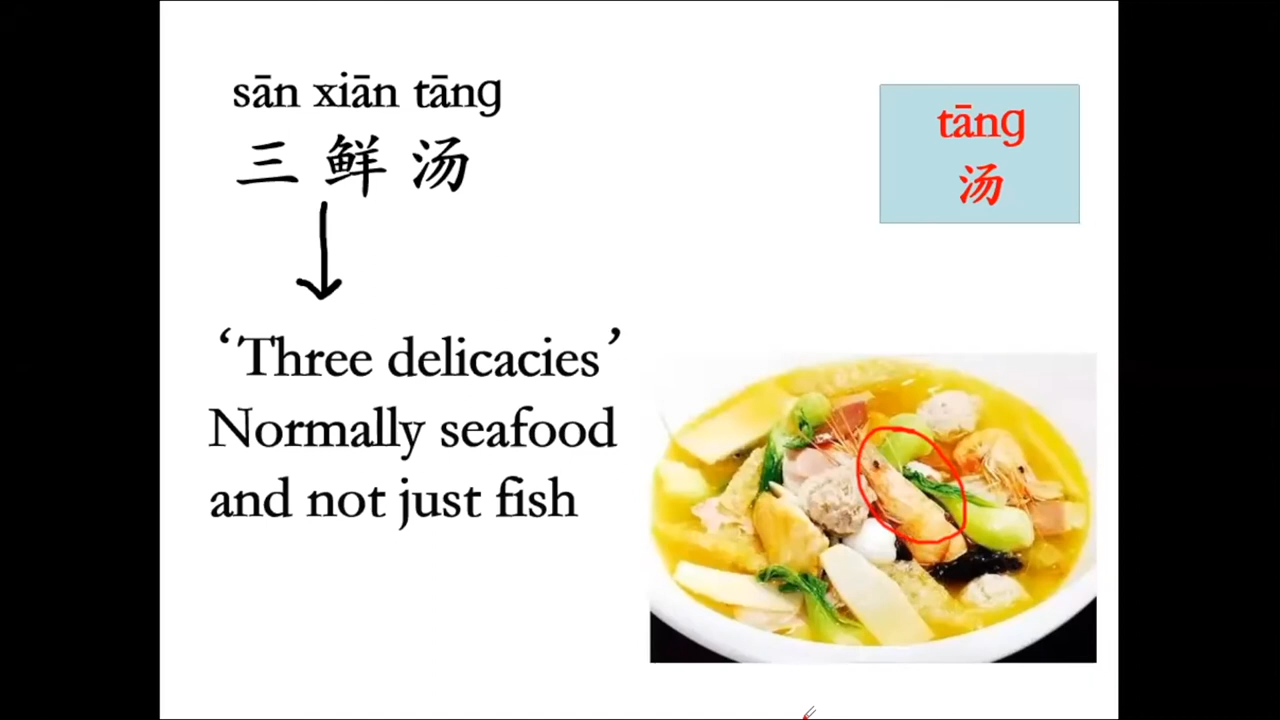 sān xiān tāng
三 鲜 汤
tāng
汤
‘Three delicacies’
Normally seafood
and not just fish